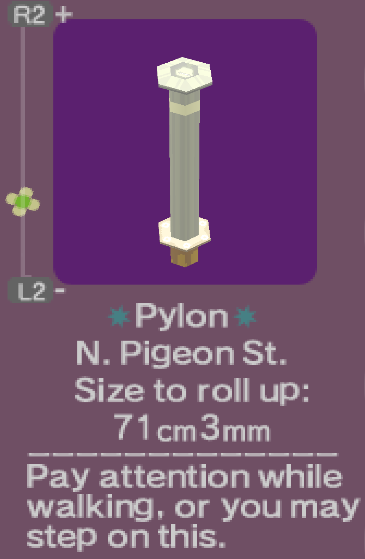 R2 +
L2 -
Pylon
N. Pigeon St.
Size to roll up:
71cm3mm
Pay attention while
walking, or you may
step on this.